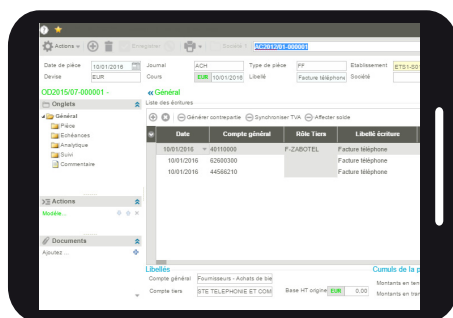 Actions Enregistrer Société 1 AC2012/01-000001
Date de pièce 10/01/2016 Journal ACH Type de pièce FF Etablissement ETS1-S01
Devise EUR Cours EUR 10/01/2016 Libellé Facture téléphone Société
OD2015/07-000001 - «Général
Onglets Liste des écritures
Général
Pièce Générer contrepartie Synchroniser TVA Affecter solde
Echéances
Analytique Date Compte général Rôle Tiers Libellé écriture
Suivi 10/01/2016 40110000 F-ZABOTEL Facture téléphone
Commentaire 10/01/2016 62600300 Facture téléphone
10/01/2016 44566210 Facture téléphone
Actions
Modèle...
Documents
Ajoutez ...
Libellés Cumuls de la p
Compte général Fournisseurs - Achats de bie Montants en ten
Compte tiers STE TELEPHONIE ET COM Base HT origine EUR 0,00 Montants en tran